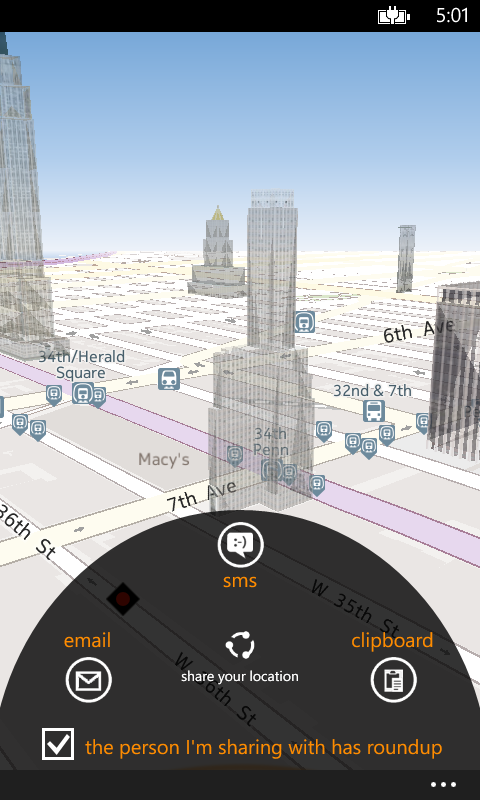 5:01
6th Ave
34th/Herald
Square
32nd & 7th
34th
Penn
Macy's
7th Ave
36th St
:-)
sms
W 35th St
email
clipboard
share your location
W 36th St
the person I'm sharing with has roundup